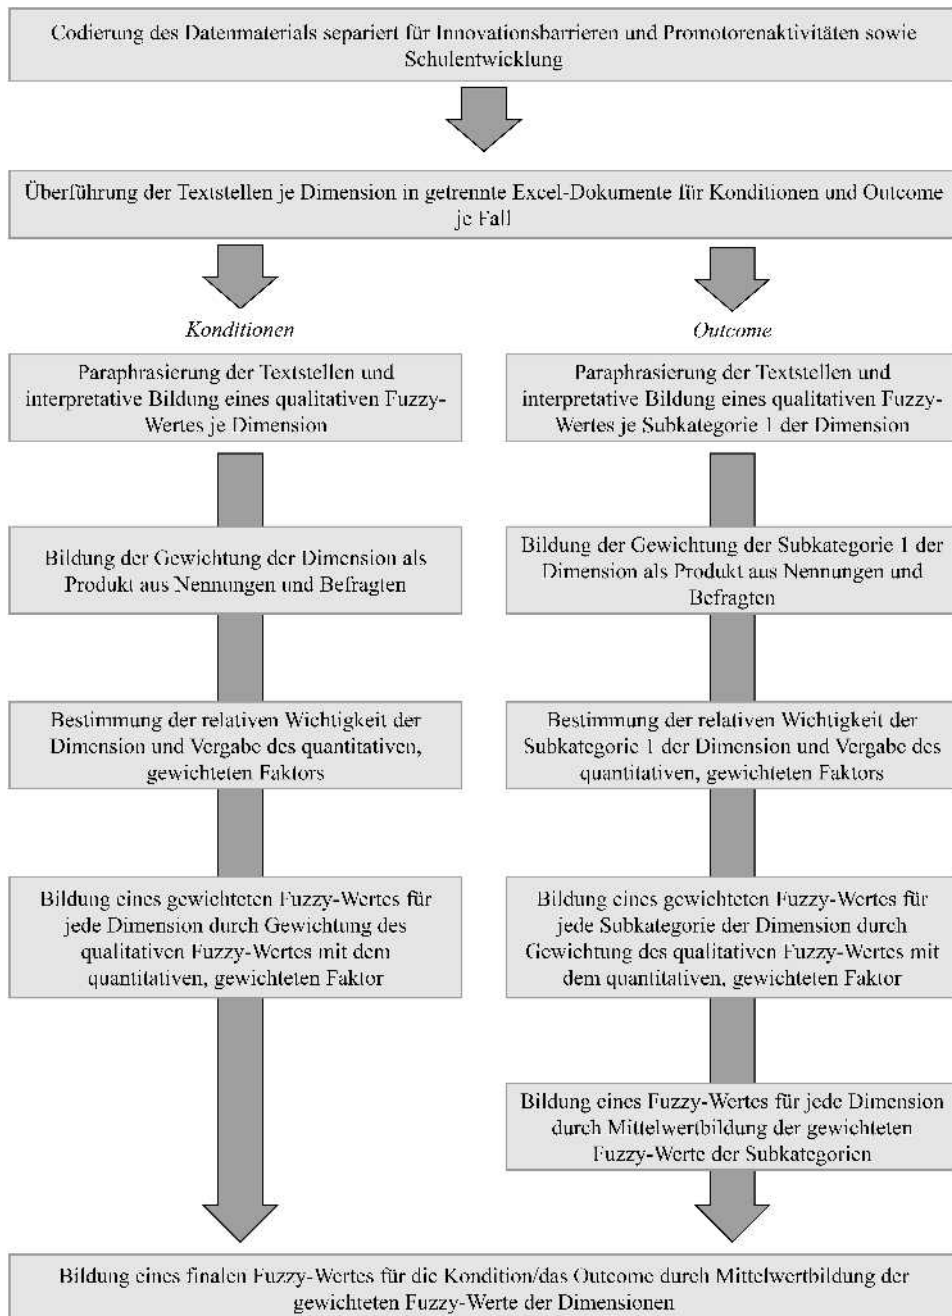 Codierung des Datenmaterials separiert für Innovationsbarrieren und Promotorenaktivitäten sowie
Schulentwicklung
Überführung der Textstellen je Dimension in getrennte Excel-Dokumente für Konditionen und Outcome
je Fall
Konditionen
Paraphrasierung der Textstellen und
interpretative Bildung eines qualitativen Fuzzy-
Wertes je Dimension
Bildung der Gewichtung der Dimension als
Produkt aus Nennungen und Befragten
Bestimmung der relativen Wichtigkeit der
Dimension und Vergabe des quantitativen,
gewichteten Faktors
Bildung eines gewichteten Fuzzy-Wertes für
jede Dimension durch Gewichtung des
qualitativen Fuzzy-Wertes mit dem
quantitativen, gewichteten Faktor
Outcome
Paraphrasierung der Textstellen und
interpretative Bildung eines qualitativen Fuzzy-
Wertes je Subkategorie 1 der Dimension
Bildung der Gewichtung der Subkategorie 1 der
Dimension als Produkt aus Nennungen und
Befragten
Bestimmung der relativen Wichtigkeit der
Subkategorie 1 der Dimension und Vergabe des
quantitativen, gewichteten Faktors
Bildung eines gewichteten Fuzzy-Wertes für
jede Subkategorie der Dimension durch
Gewichtung des qualitativen Fuzzy-Wertes mit
dem quantitativen, gewichteten Faktor
Bildung eines Fuzzy-Wertes für jede Dimension
durch Mittelwertbildung der gewichteten
Fuzzy-Werte der Subkategorien
Bildung eines finalen Fuzzy-Wertes für die Kondition/das Outcome durch Mittelwertbildung der
gewichteten Fuzzy-Werte der Dimensionen